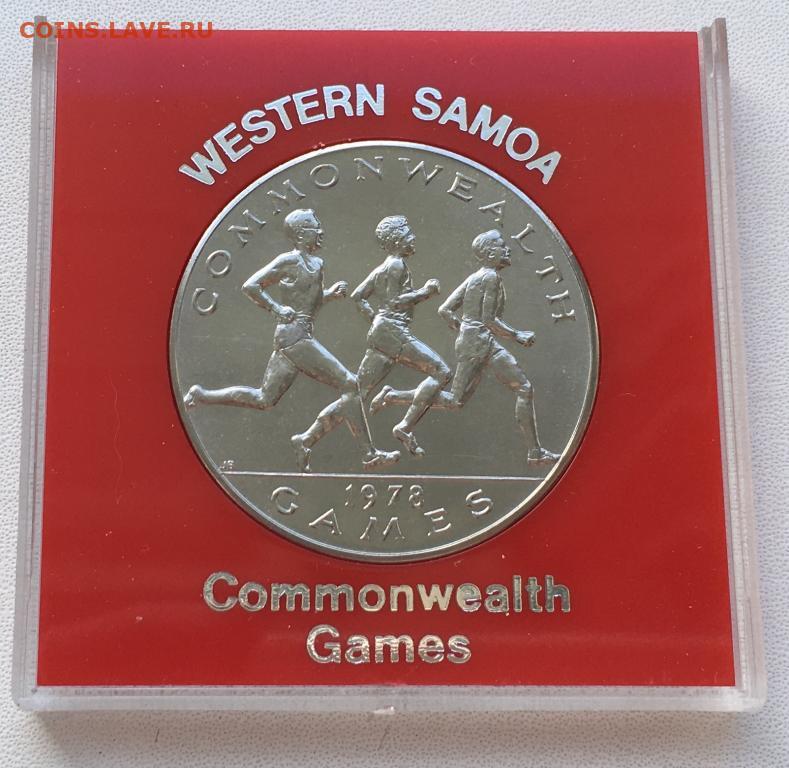 COINS.LAVE.RU
WESTERN SAMOA
COMMONWEALTH
1978
GAMES
Commonwealth
Games